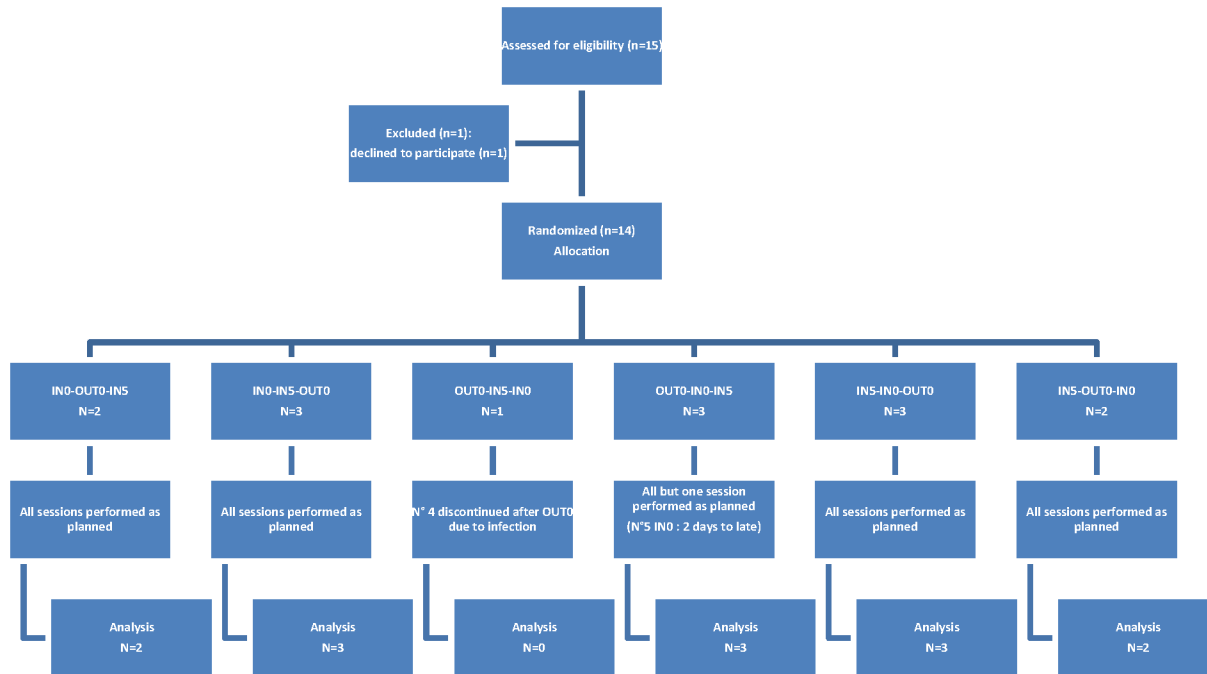 Assessed for eligibility (n=15)
Excluded (n=1):
declined to participate (n=1)
Randomized (n=14)
Allocation
IN0-OUT0-IN5
N=2
IN0-IN5-OUT0
N=3
OUT0-IN5-IN0
N=1
OUT0-IN0-IN5
N=3
IN5-IN0-OUT0
N=3
IN5-OUT0-IN0
N=2
All sessions performed as
planned
All sessions performed as
planned
N° 4 discontinued after OUT0
due to infection
All but one session
performed as planned
(N°5 IN0 : 2 days to late)
All sessions performed as
planned
All sessions performed as
planned
Analysis
N=2
Analysis
N=3
Analysis
N=0
Analysis
N=3
Analysis
N=3
Analysis
N=2